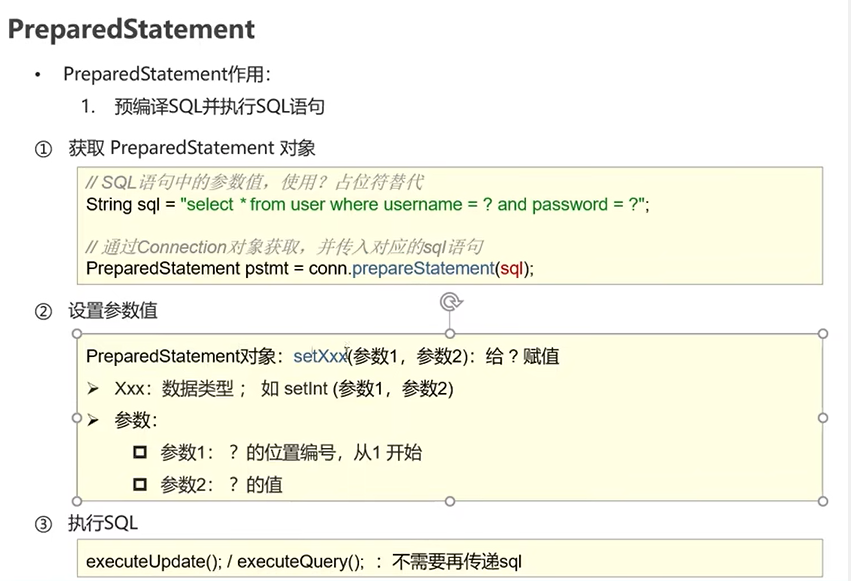 PreparedStatement
• PreparedStatement作用：
1. 预编译SQL并执行SQL语句
① 获取 PreparedStatement 对象
// SQL语句中的参数值，使用？占位符替代
String sql = "select * from user where username = ? and password = ?";
// 通过Connection对象获取，并传入对应的sql语句
PreparedStatement pstmt = conn.prepareStatement(sql);
② 设置参数值
PreparedStatement对象：setXxx(参数1，参数2)：给 ? 赋值
➢ Xxx：数据类型 ； 如 setInt (参数1，参数2)
➢ 参数：
参数1： ？的位置编号，从1 开始
参数2： ？的值
③ 执行SQL
executeUpdate(); / executeQuery(); ：不需要再传递sql